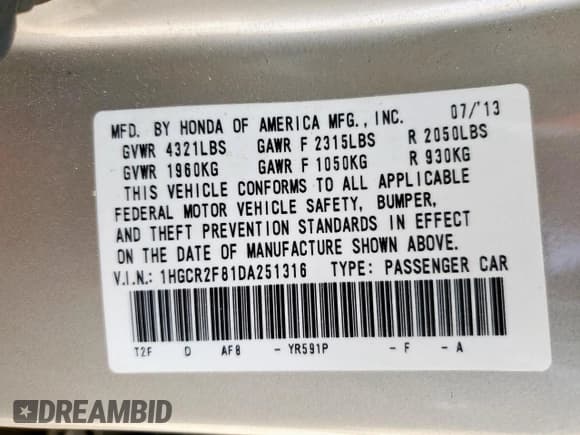 MFD. BY HONDA OF AMERICA MFG., INC. 07/'13
GVWR 4321LBS GAWR F 2315LBS R 2050LBS
GVWR 1960KG GAWR F 1050KG R 930KG
THIS VEHICLE CONFORMS TO ALL APPLICABLE
FEDERAL MOTOR VEHICLE SAFETY, BUMPER,
AND THEFT PREVENTION STANDARDS IN EFFECT
ON THE DATE OF MANUFACTURE SHOWN ABOVE.
V.I.N.: 1HGCR2F81DA251316 TYPE: PASSENGER CAR
T2F D AF8 - YR591P - F - A
DREAMBID